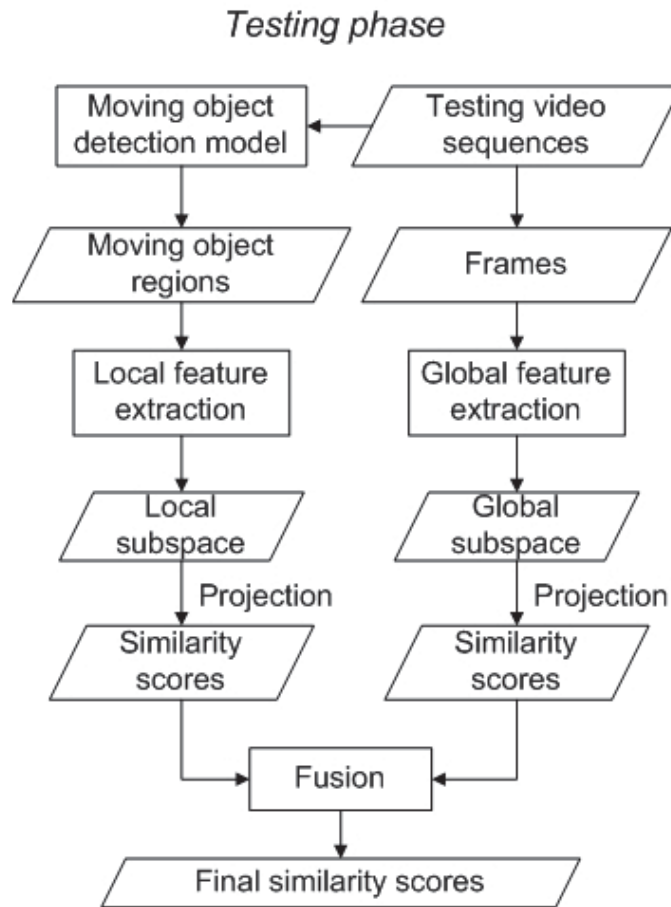 Testing phase
Moving object
detection model
Testing video
sequences
Moving object
regions
Frames
Local feature
extraction
Global feature
extraction
Local
subspace
Global
subspace
Projection
Projection
Similarity
scores
Similarity
scores
Fusion
Final similarity scores